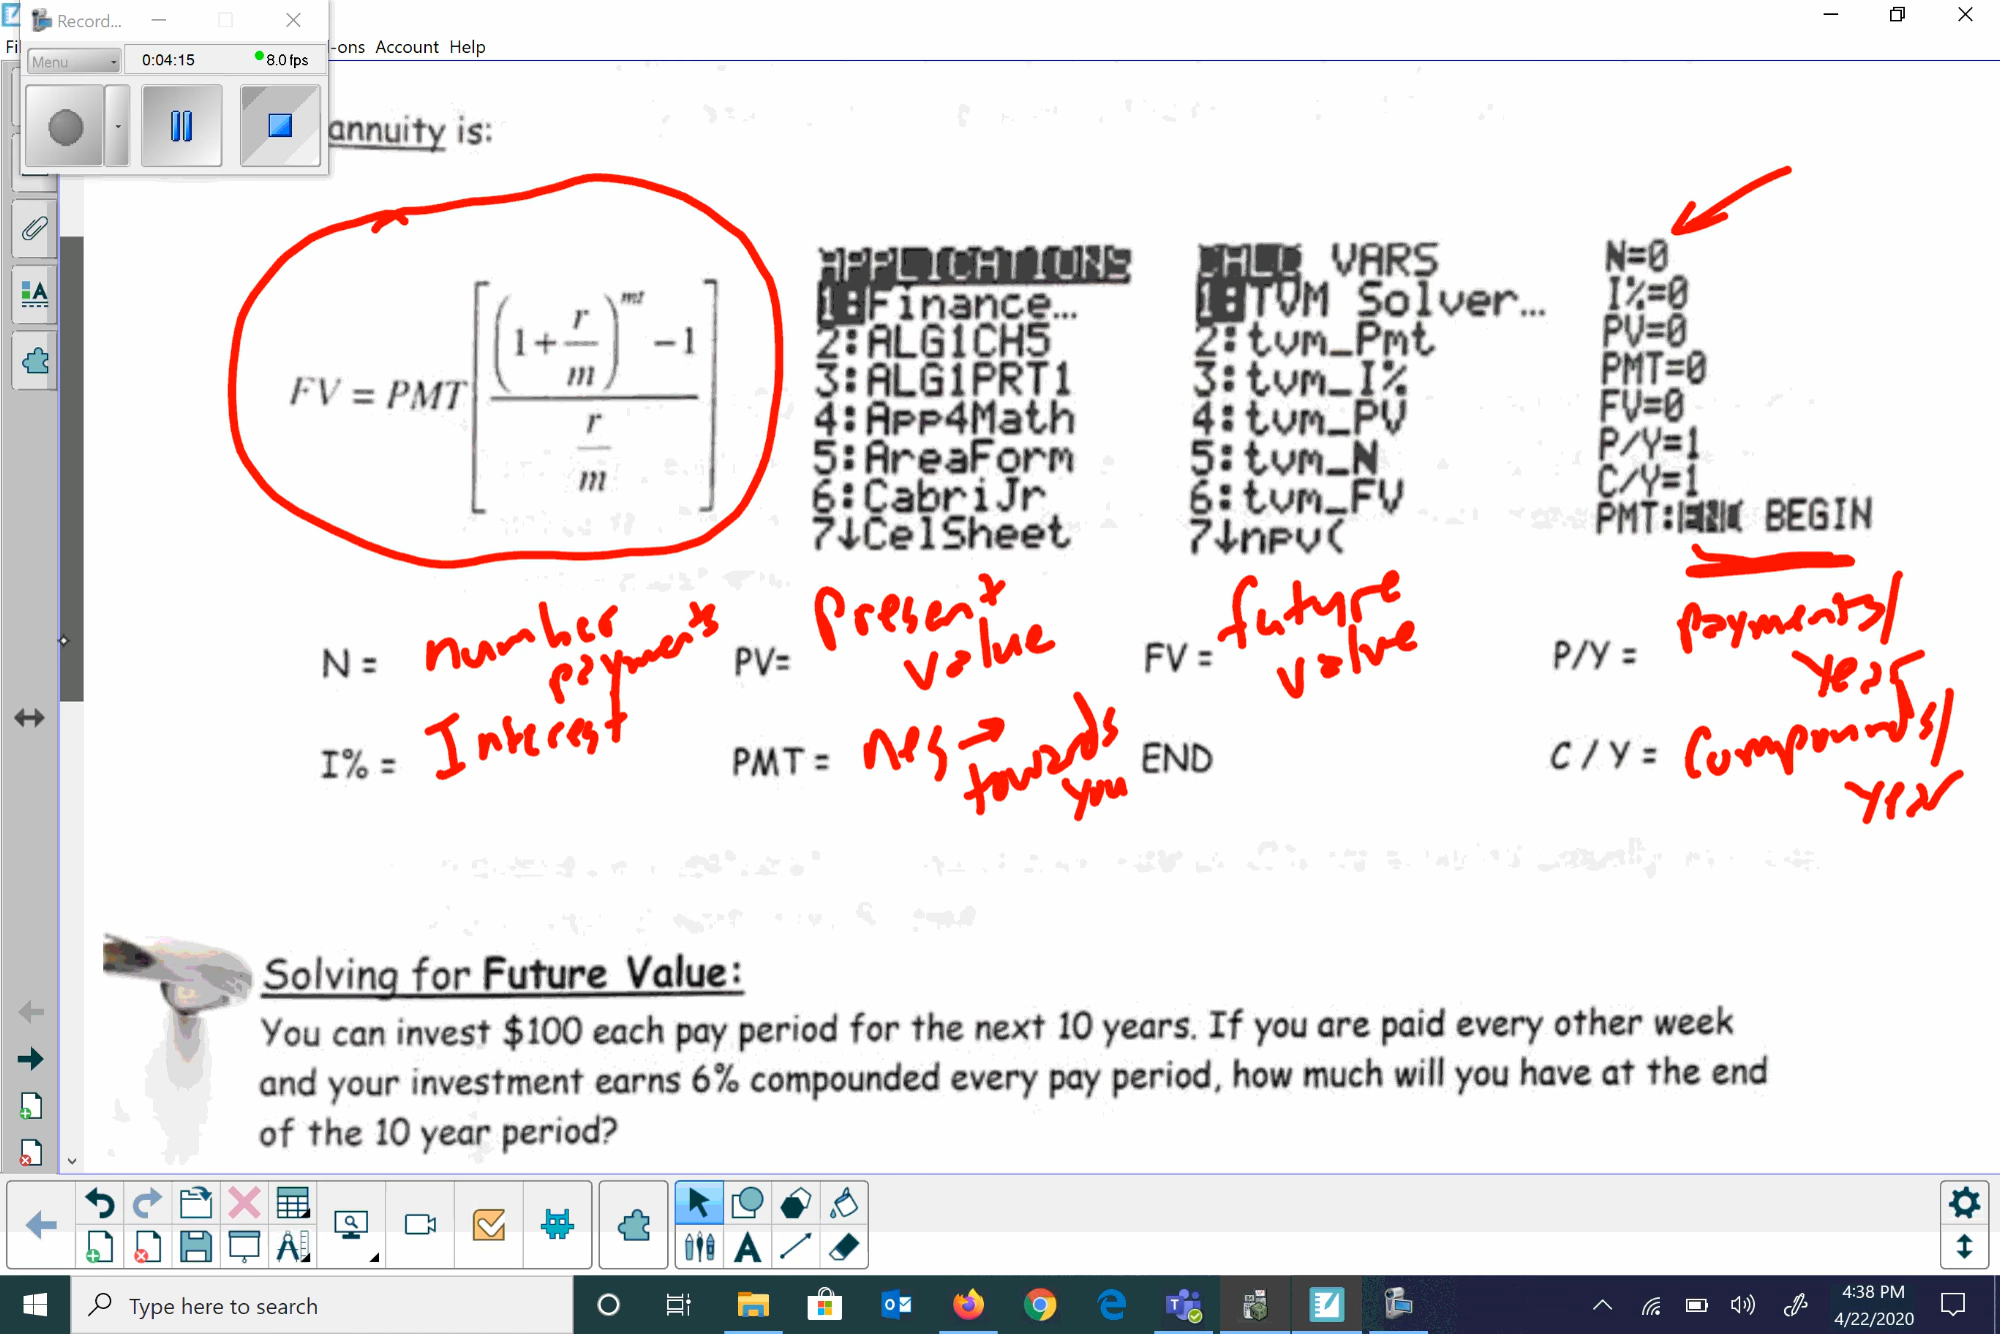 Record...
Menu
0:04:15
8.0 fps
-ons Account Help
annuity is:
FV = PMT [((1 + r/m)^mt - 1) / (r/m)]
APPLICATIONS
1:Finance…
2:ALG1CH5
3:ALG1PRT1
4:App4Math
5:AreaForm
6:CabriJr
7↓CelSheet
CALC VARS
1:TVM Solver…
2:tvm_Pmt
3:tvm_I%
4:tvm_PV
5:tvm_N
6:tvm_FV
7↓npv(
N=0
I%=0
PV=0
PMT=0
FV=0
P/Y=1
C/Y=1
PMT:END BEGIN
N = number payments
PV= present value
FV = future value
P/Y = payments/ year
I% = Interest
PMT = neg → towards you
END
C / Y = compounds/ year
Solving for Future Value:
You can invest $100 each pay period for the next 10 years. If you are paid every other week
and your investment earns 6% compounded every pay period, how much will you have at the end
of the 10 year period?
Type here to search
4:38 PM
4/22/2020